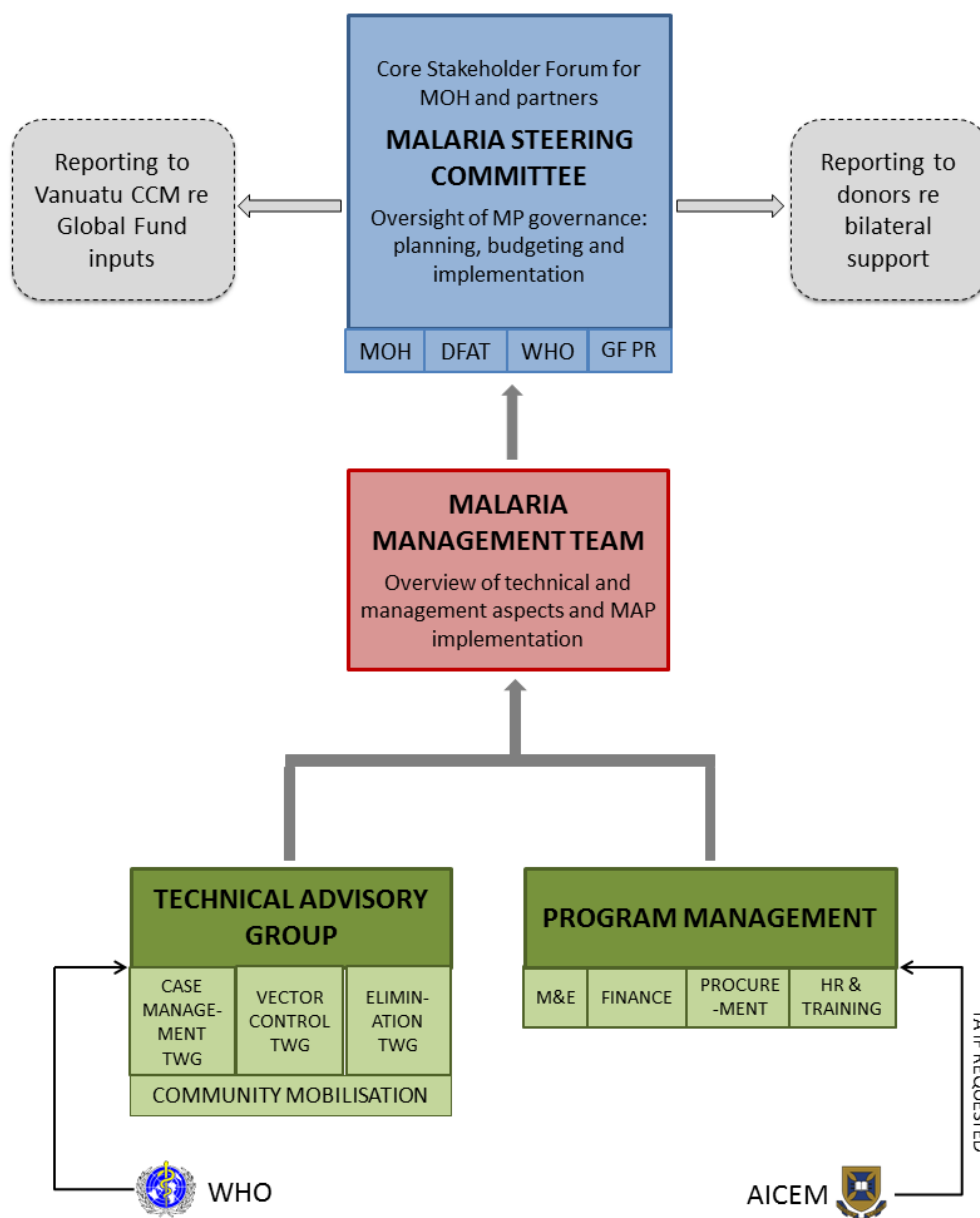 Core Stakeholder Forum for
MOH and partners
MALARIA STEERING
COMMITTEE
Oversight of MP governance:
planning, budgeting and
implementation
MOH
DFAT
WHO
GF PR
Reporting to
Vanuatu CCM re
Global Fund
inputs
Reporting to
donors re
bilateral
support
MALARIA
MANAGEMENT TEAM
Overview of technical and
management aspects and MAP
implementation
TECHNICAL ADVISORY
GROUP
CASE
MANAGE-
MENT
TWG
VECTOR
CONTROL
TWG
ELIMIN-
ATION
TWG
COMMUNITY MOBILISATION
PROGRAM MANAGEMENT
M&E
FINANCE
PROCURE
-MENT
HR &
TRAINING
TA IF REQUESTED
WHO
AICEM